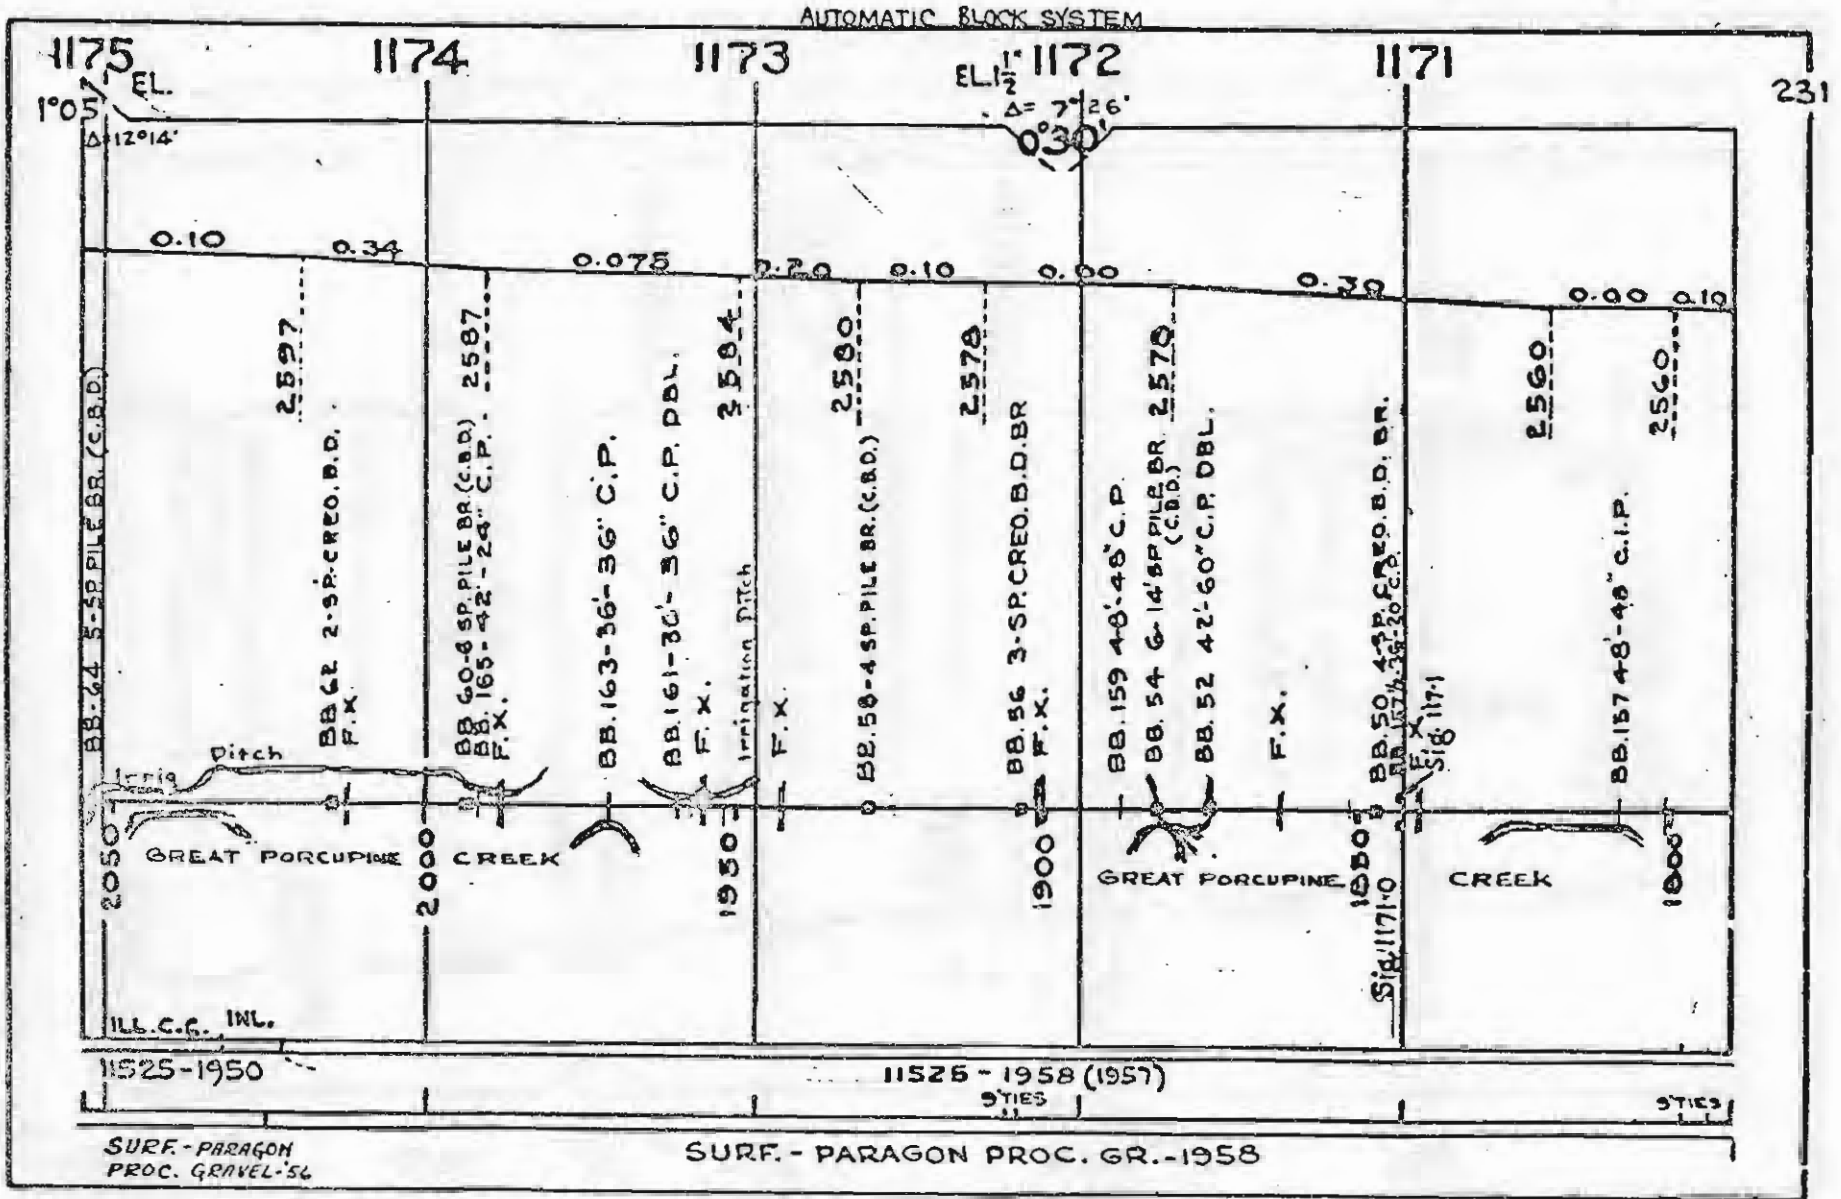 AUTOMATIC BLOCK SYSTEM
1175 1174 1173 1172 1171
231
EL.
1°05'
Δ=12°14'
EL.1½"
Δ= 7°26'
0°30'
0.10 0.34 0.075 0.20 0.10 0.00 0.30 0.00 0.10
2597
2587
2584
2580
2578
2578
2560
2560
BB.64 5-SP.PILE BR.(C.B.D.)
BB 62 2-SP.CREO.B.D.
F.X.
BB 60-6 SP.PILE BR.(C.B.D.)
BB.165-42'-24" C.P.
F.X.
BB.163-36'-36" C.P.
BB.161-36'-36" C.P. DBL.
F.X.
Irrigation Ditch
F.X.
BB.58-4 SP.PILE BR.(C.B.D.)
BB.56 3-SP.CREO.B.D.BR
F.X.
BB.159 48'-48" C.P.
BB.54 6-14'SP PILE BR.
(C.B.D.)
BB.52 42'-60" C.P. DBL.
F.X.
BB.50 4-SP.CREO.B.D.BR.
F.X.
Sig. 117-1
BB.157 48'-48" C.I.P.
Irrig Ditch
GREAT PORCUPINE CREEK
GREAT PORCUPINE CREEK
2050
2000
1950
1900
1850
1800
Sig.1171-0
ILL.C.G. INL.
11525-1950
11525-1958 (1957)
9'TIES
9'TIES
SURF.-PARAGON
PROC. GRAVEL-'56
SURF.- PARAGON PROC. GR.-1958